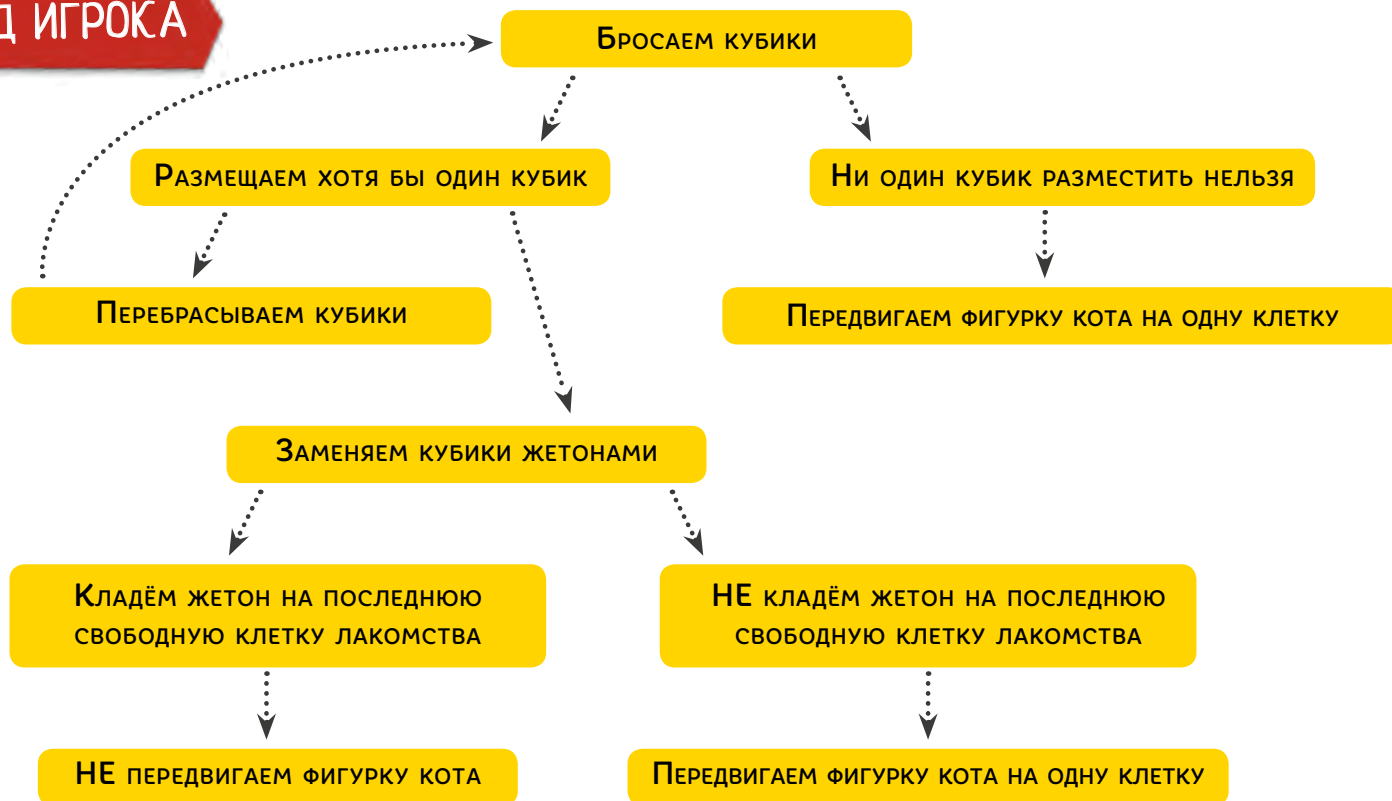 ИГРОКА
Бросаем кубики
Размещаем хотя бы один кубик
Ни один кубик разместить нельзя
Перебрасываем кубики
Передвигаем фигурку кота на одну клетку
Заменяем кубики жетонами
Кладём жетон на последнюю
свободную клетку лакомства
НЕ кладём жетон на последнюю
свободную клетку лакомства
НЕ передвигаем фигурку кота
Передвигаем фигурку кота на одну клетку